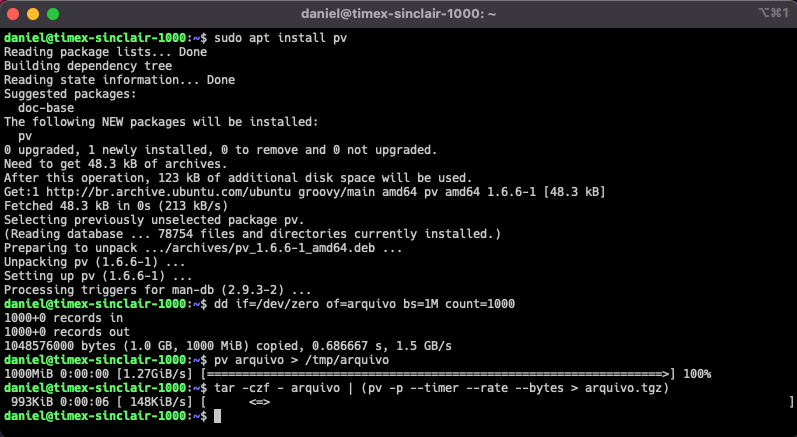 daniel@timex-sinclair-1000: ~
⌥⌘1
daniel@timex-sinclair-1000:~$ sudo apt install pv
Reading package lists... Done
Building dependency tree
Reading state information... Done
Suggested packages:
  doc-base
The following NEW packages will be installed:
  pv
0 upgraded, 1 newly installed, 0 to remove and 0 not upgraded.
Need to get 48.3 kB of archives.
After this operation, 123 kB of additional disk space will be used.
Get:1 http://br.archive.ubuntu.com/ubuntu groovy/main amd64 pv amd64 1.6.6-1 [48.3 kB]
Fetched 48.3 kB in 0s (213 kB/s)
Selecting previously unselected package pv.
(Reading database ... 78754 files and directories currently installed.)
Preparing to unpack .../archives/pv_1.6.6-1_amd64.deb ...
Unpacking pv (1.6.6-1) ...
Setting up pv (1.6.6-1) ...
Processing triggers for man-db (2.9.3-2) ...
daniel@timex-sinclair-1000:~$ dd if=/dev/zero of=arquivo bs=1M count=1000
1000+0 records in
1000+0 records out
1048576000 bytes (1.0 GB, 1000 MiB) copied, 0.686667 s, 1.5 GB/s
daniel@timex-sinclair-1000:~$ pv arquivo > /tmp/arquivo
1000MiB 0:00:00 [1.27GiB/s] [================================================================>] 100%
daniel@timex-sinclair-1000:~$ tar -czf - arquivo | (pv -p --timer --rate --bytes > arquivo.tgz)
 993KiB 0:00:06 [ 148KiB/s] [      <=>                                                                          ]
daniel@timex-sinclair-1000:~$